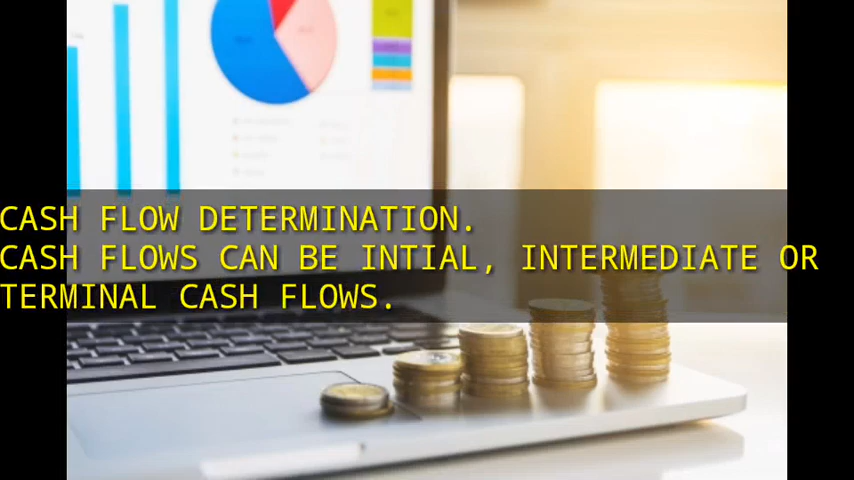 CASH FLOW DETERMINATION.
CASH FLOWS CAN BE INTIAL, INTERMEDIATE OR
TERMINAL CASH FLOWS.